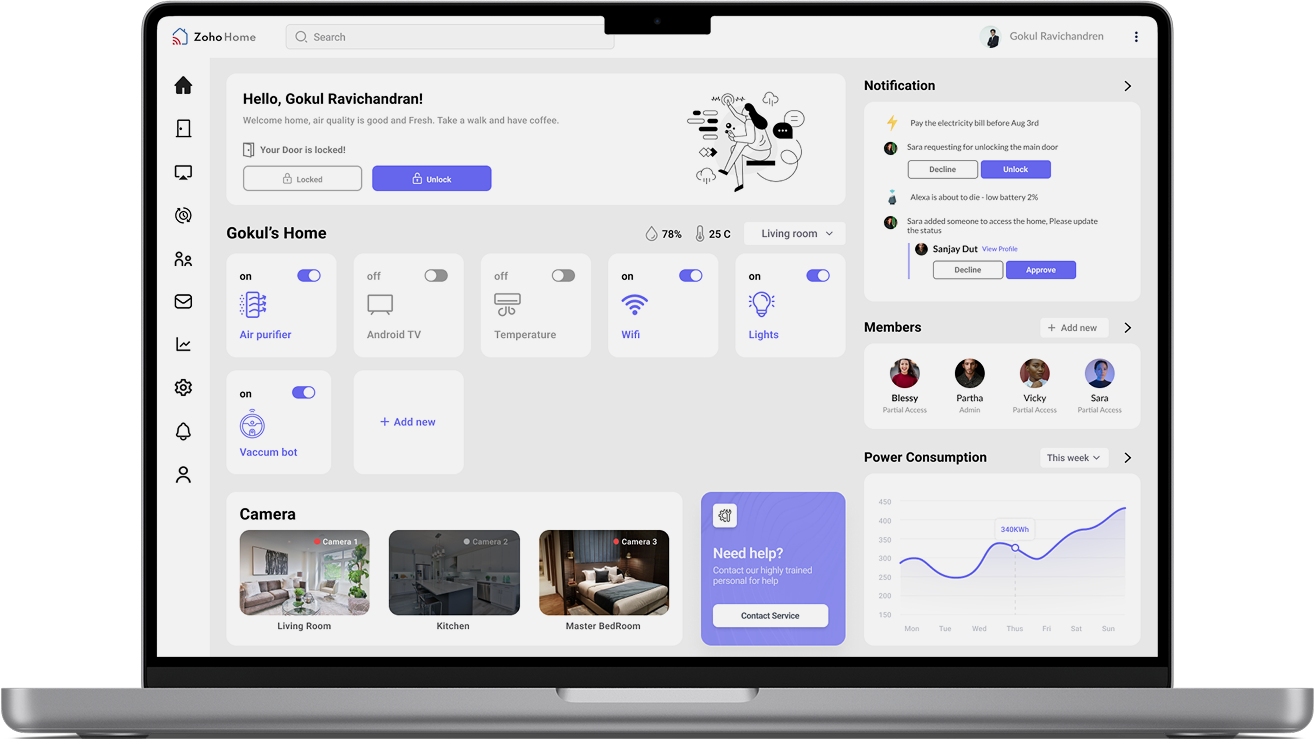 Zoho Home
Search
Gokul Ravichandren
Hello, Gokul Ravichandran!
Welcome home, air quality is good and Fresh. Take a walk and have coffee.
Your Door is locked!
Locked
Unlock
Gokul's Home
78%
25 C
Living room
on
Air purifier
off
Android TV
off
Temperature
on
Wifi
on
Lights
on
Vaccum bot
+ Add new
Camera
Camera 1
Living Room
Camera 2
Kitchen
Camera 3
Master BedRoom
Need help?
Contact our highly trained
personal for help
Contact Service
Notification
Pay the electricity bill before Aug 3rd
Sara requesting for unlocking the main door
Decline
Unlock
Alexa is about to die - low battery 2%
Sara added someone to access the home, Please update
the status
Sanjay Dut View Profile
Decline
Approve
Members
+ Add new
Blessy
Partial Access
Partha
Admin
Vicky
Partial Access
Sara
Partial Access
Power Consumption
This week
450
400
350
300
250
200
150
340KWh
Mon
Tue
Wed
Thus
Fri
Sat
Sun